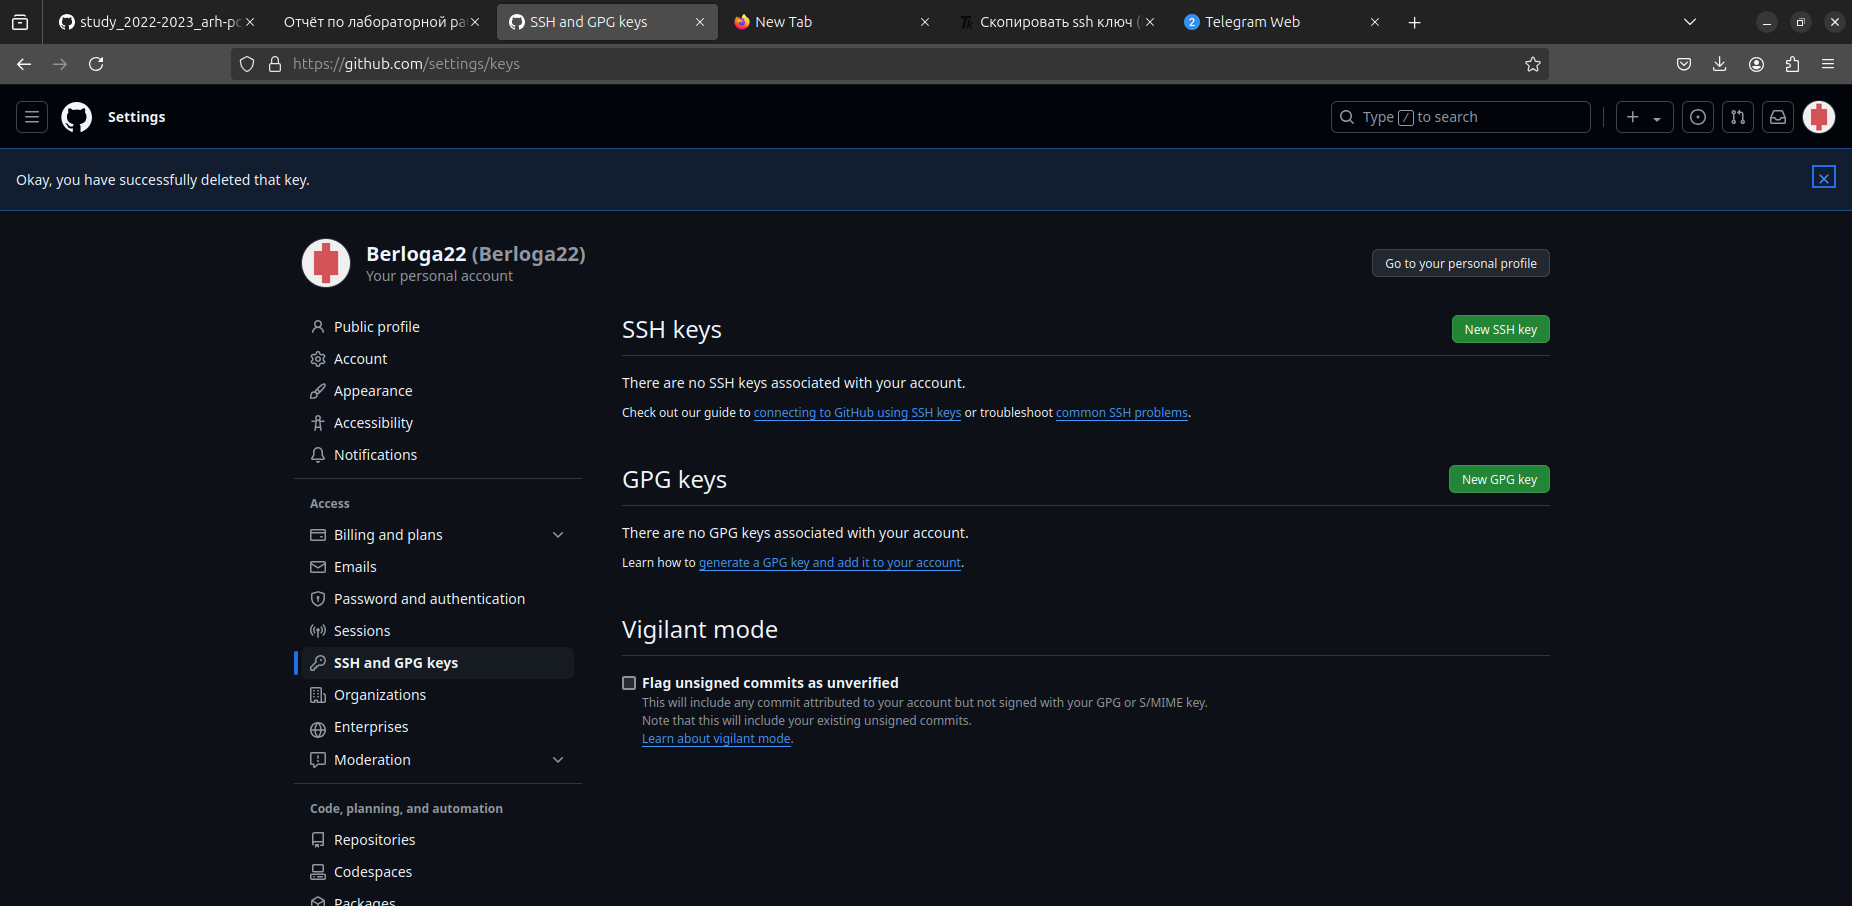 study_2022-2023_arh-pc
Отчёт по лабораторной ра
SSH and GPG keys
New Tab
Скопировать ssh ключ (
2
Telegram Web
https://github.com/settings/keys
Settings
Type / to search
Okay, you have successfully deleted that key.
Berloga22 (Berloga22)
Your personal account
Go to your personal profile
Public profile
Account
Appearance
Accessibility
Notifications
Access
Billing and plans
Emails
Password and authentication
Sessions
SSH and GPG keys
Organizations
Enterprises
Moderation
Code, planning, and automation
Repositories
Codespaces
Packages
SSH keys
New SSH key
There are no SSH keys associated with your account.
Check out our guide to connecting to GitHub using SSH keys or troubleshoot common SSH problems.
GPG keys
New GPG key
There are no GPG keys associated with your account.
Learn how to generate a GPG key and add it to your account.
Vigilant mode
Flag unsigned commits as unverified
This will include any commit attributed to your account but not signed with your GPG or S/MIME key.
Note that this will include your existing unsigned commits.
Learn about vigilant mode.